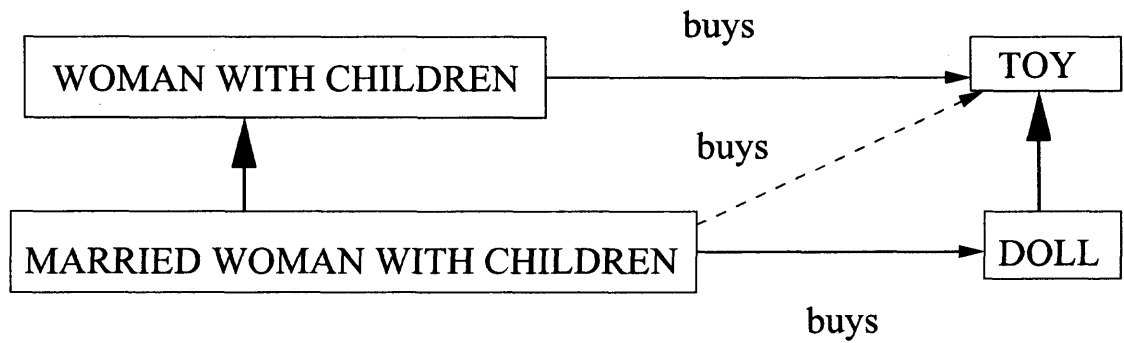 buys
WOMAN WITH CHILDREN
TOY
buys
MARRIED WOMAN WITH CHILDREN
DOLL
buys